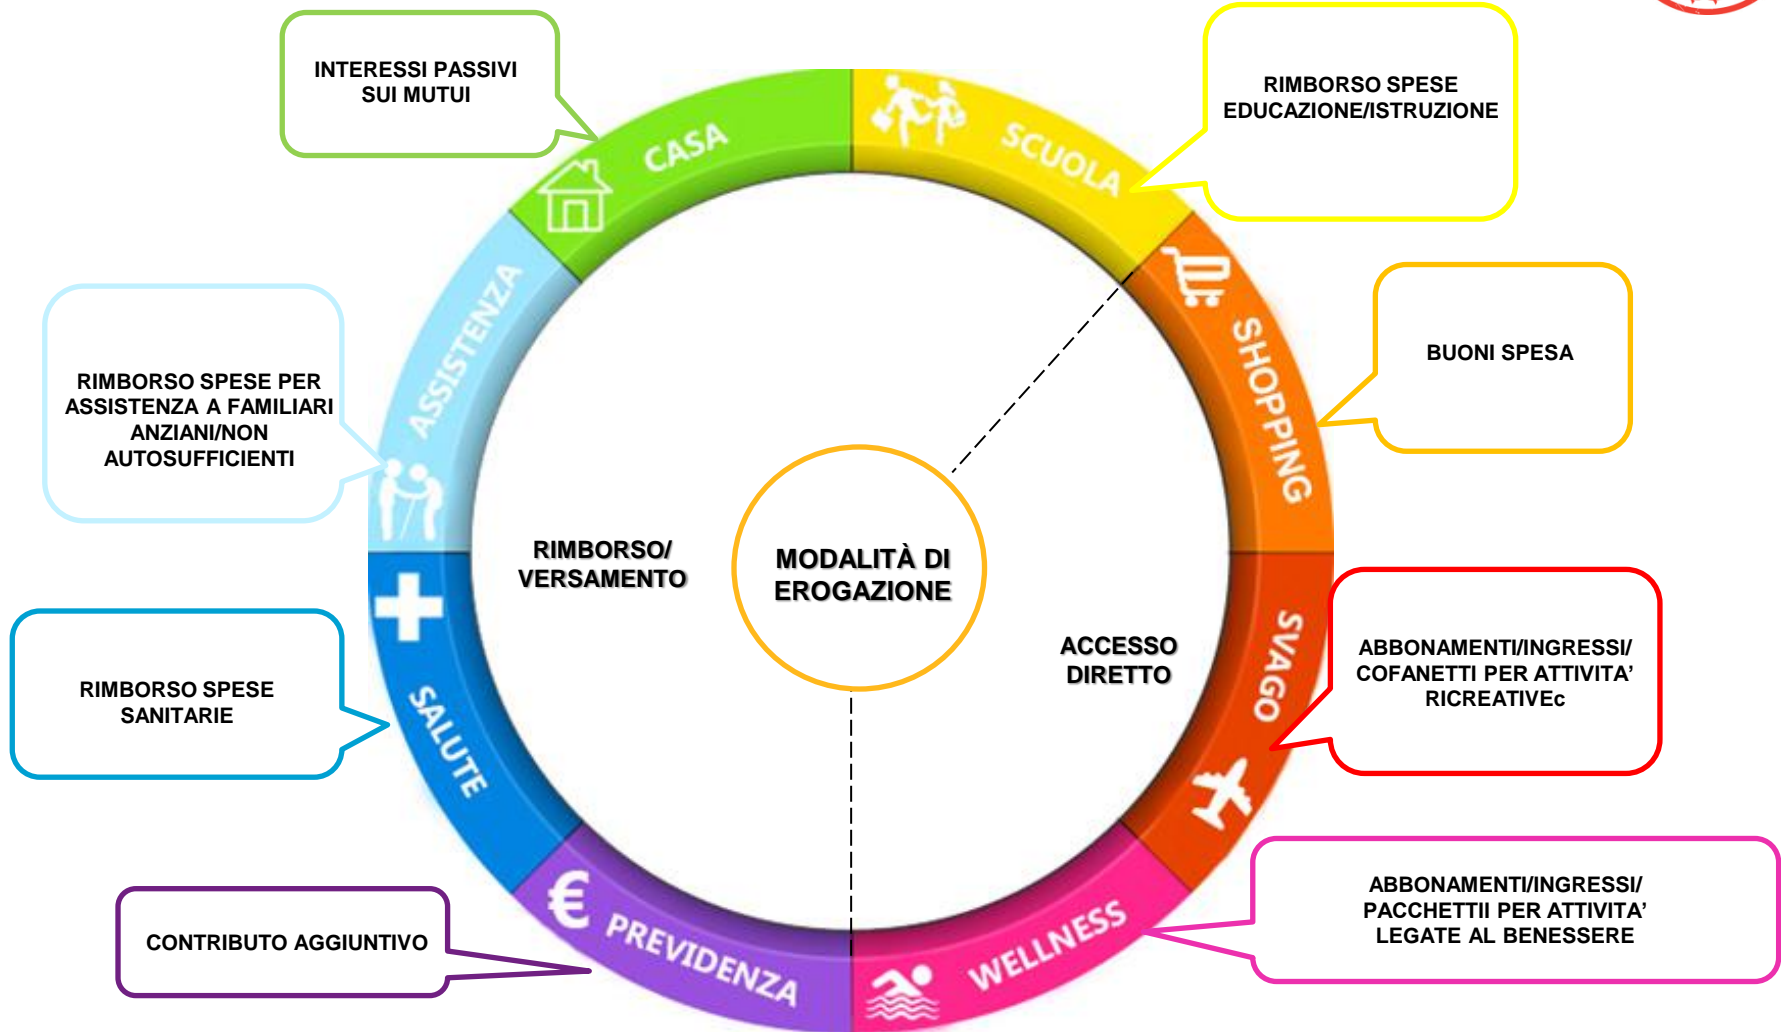 INTERESSI PASSIVI
SUI MUTUI
RIMBORSO SPESE
EDUCAZIONE/ISTRUZIONE
CASA
SCUOLA
ASSISTENZA
SHOPPING
BUONI SPESA
RIMBORSO SPESE PER
ASSISTENZA A FAMILIARI
ANZIANI/NON
AUTOSUFFICIENTI
RIMBORSO/
VERSAMENTO
MODALITÀ DI
EROGAZIONE
ACCESSO
DIRETTO
SVAGO
ABBONAMENTI/INGRESSI/
COFANETTI PER ATTIVITA’
RICREATIVEc
RIMBORSO SPESE
SANITARIE
SALUTE
€ PREVIDENZA
WELLNESS
CONTRIBUTO AGGIUNTIVO
ABBONAMENTI/INGRESSI/
PACCHETTII PER ATTIVITA’
LEGATE AL BENESSERE